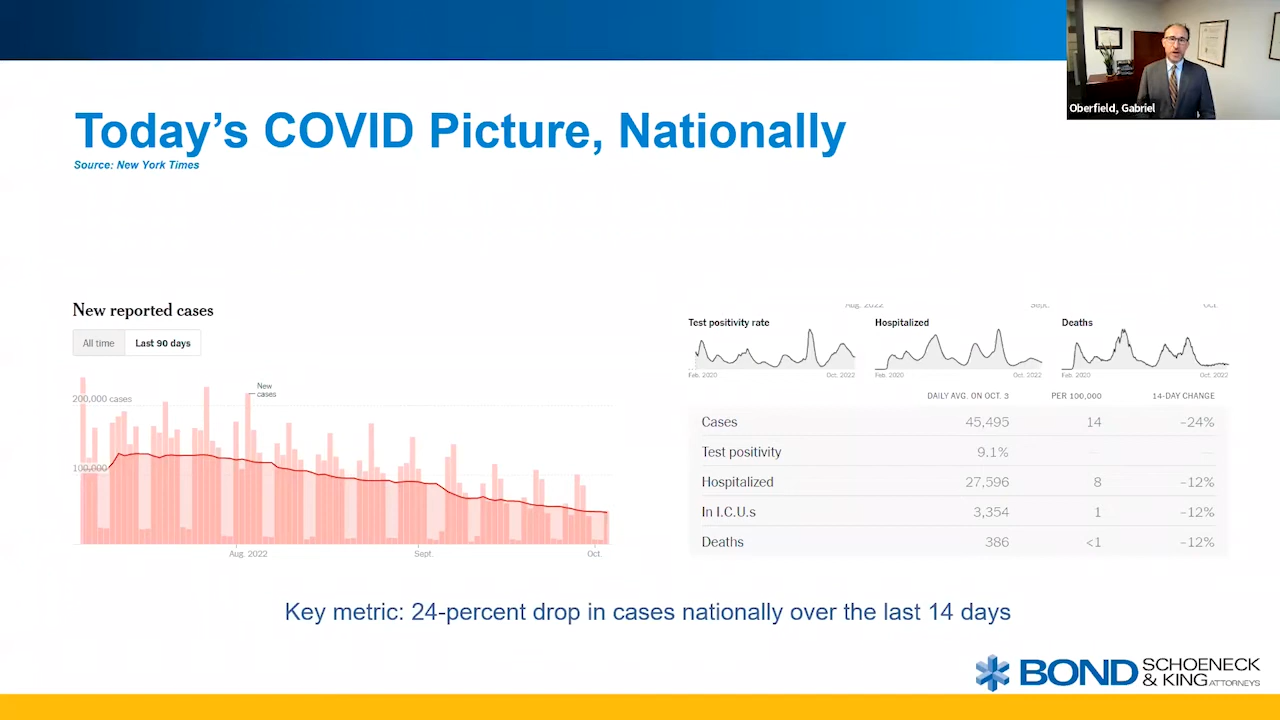 Oberfield, Gabriel
Today's COVID Picture, Nationally
Source: New York Times
New reported cases
All time
Last 90 days
New
cases
200,000 cases
100,000
Aug. 2022
Sept.
Oct.
Aug. 2022
Sept.
Oct.
Test positivity rate
Hospitalized
Deaths
Feb. 2020
Oct. 2022
Feb. 2020
Oct. 2022
Feb. 2020
Oct. 2022
DAILY AVG. ON OCT. 3
PER 100,000
14-DAY CHANGE
Cases 45,495 14 –24%
Test positivity 9.1% — —
Hospitalized 27,596 8 –12%
In I.C.U.s 3,354 1 –12%
Deaths 386 <1 –12%
Key metric: 24-percent drop in cases nationally over the last 14 days
BOND SCHOENECK
& KING ATTORNEYS